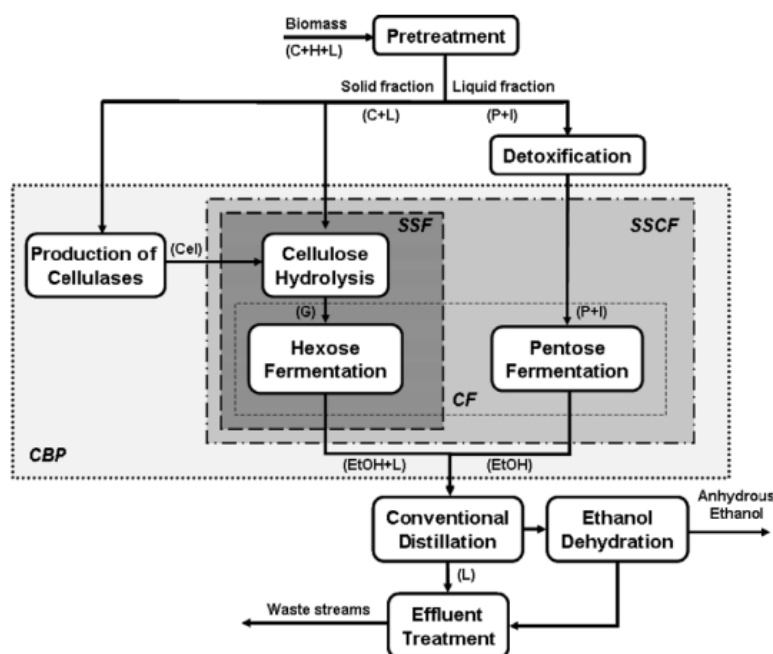 Biomass
(C+H+L)
Pretreatment
Solid fraction
Liquid fraction
(C+L)
(P+I)
Detoxification
SSF
SSCF
Production of
Cellulases
(Cel)
Cellulose
Hydrolysis
(G)
(P+I)
Hexose
Fermentation
Pentose
Fermentation
CF
CBP
(EtOH+L)
(EtOH)
Conventional
Distillation
Ethanol
Dehydration
Anhydrous
Ethanol
(L)
Waste streams
Effluent
Treatment